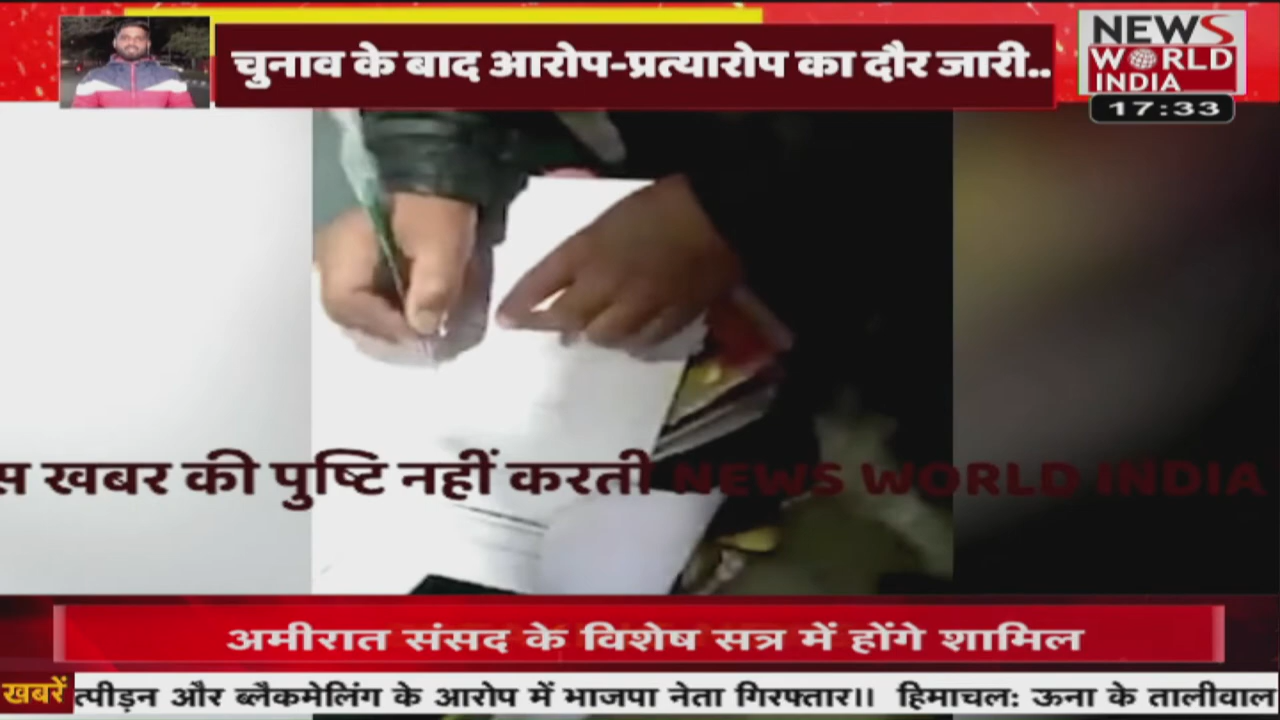 चुनाव के बाद आरोप-प्रत्यारोप का दौर जारी..
NEWS
WORLD
INDIA
17:33
स खबर की पुष्टि नहीं करती NEWS WORLD INDIA
अमीरात संसद के विशेष सत्र में होंगे शामिल
खबरें त्पीड़न और ब्लैकमेलिंग के आरोप में भाजपा नेता गिरफ्तार।। हिमाचल: ऊना के तालीवाल